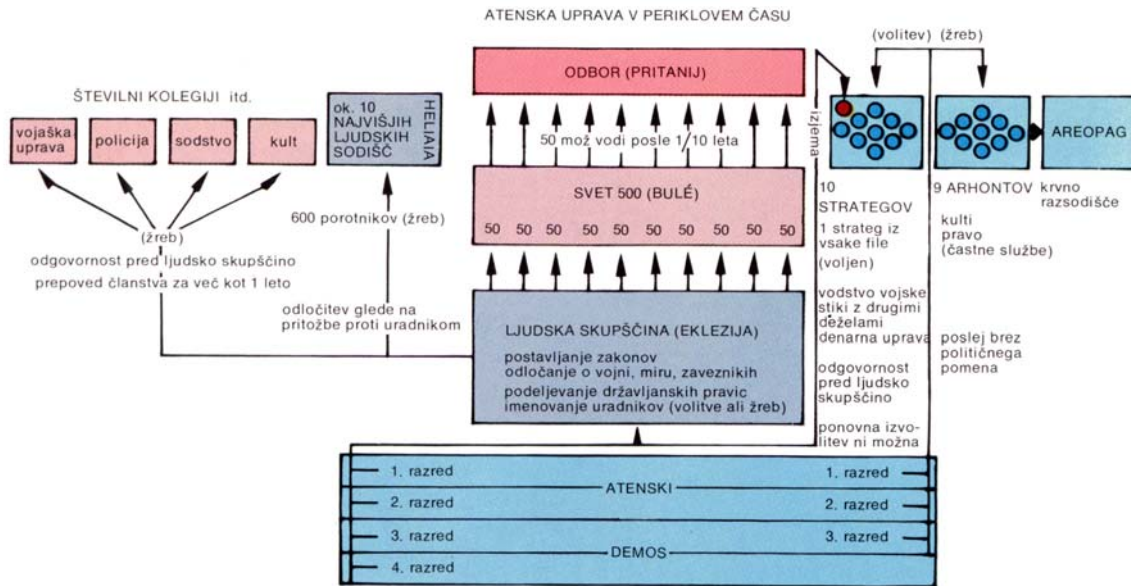 ATENSKA UPRAVA V PERIKLOVEM ČASU
ŠTEVILNI KOLEGIJI itd.
vojaška
uprava
policija
sodstvo
kult
(žreb)
odgovornost pred ljudsko skupščino
prepoved članstva za več kot 1 leto
ok. 10
NAJVIŠJIH
LJUDSKIH
SODIŠČ
HELIAIA
600 porotnikov (žreb)
odločitev glede na
pritožbe proti uradnikom
ODBOR (PRITANIJ)
50 mož vodi posle 1/10 leta
SVET 500 (BULÉ)
50 50 50 50 50 50 50 50 50 50
LJUDSKA SKUPŠČINA (EKLEZIJA)
postavljanje zakonov
odločanje o vojni, miru, zaveznikih
podeljevanje državljanskih pravic
imenovanje uradnikov (volitve ali žreb)
izjema
(volitev) (žreb)
10
STRATEGOV
1 strateg iz
vsake file
(voljen)
vodstvo vojske
stiki z drugimi
deželami
denarna uprava
odgovornost
pred ljudsko
skupščino
ponovna izvo-
litev ni možna
9 ARHONTOV
kulti
pravo
(častne službe)
poslej brez
političnega
pomena
AREOPAG
krvno
razsodišče
1. razred
2. razred
3. razred
4. razred
ATENSKI
DEMOS
1. razred
2. razred
3. razred